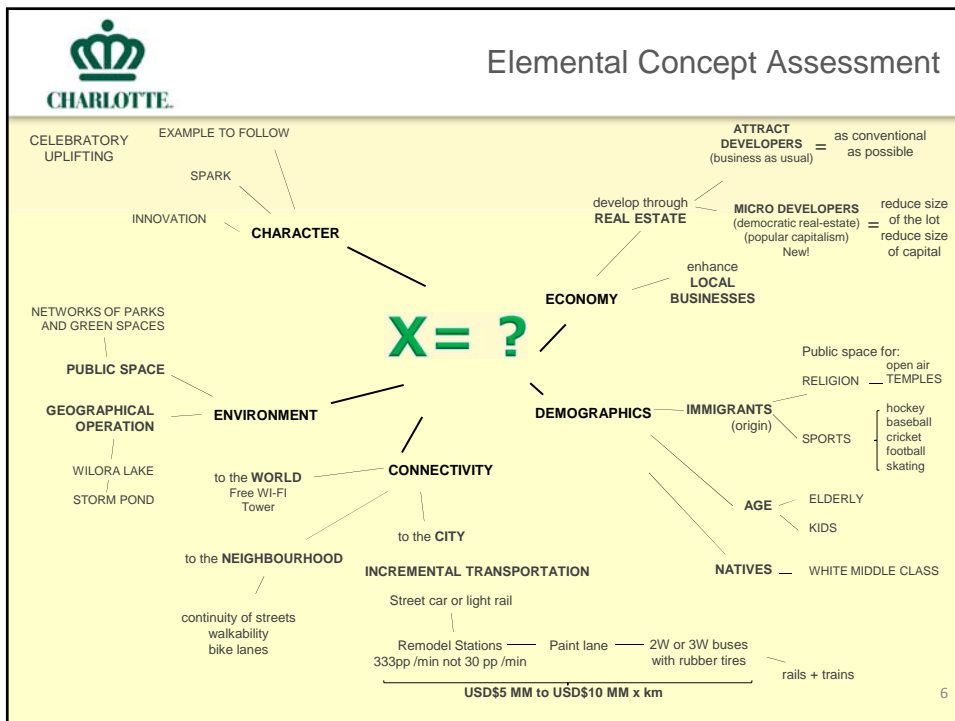 CHARLOTTE.
Elemental Concept Assessment
CELEBRATORY
UPLIFTING
EXAMPLE TO FOLLOW
SPARK
INNOVATION
CHARACTER
ATTRACT
DEVELOPERS
(business as usual)
=
as conventional
as possible
develop through
REAL ESTATE
MICRO DEVELOPERS
(democratic real-estate)
(popular capitalism)
New!
=
reduce size
of the lot
reduce size
of capital
enhance
LOCAL
BUSINESSES
ECONOMY
X= ?
NETWORKS OF PARKS
AND GREEN SPACES
PUBLIC SPACE
GEOGRAPHICAL
OPERATION
ENVIRONMENT
WILORA LAKE
STORM POND
DEMOGRAPHICS
IMMIGRANTS
(origin)
Public space for:
RELIGION
open air
TEMPLES
SPORTS
hockey
baseball
cricket
football
skating
AGE
ELDERLY
KIDS
NATIVES
WHITE MIDDLE CLASS
CONNECTIVITY
to the WORLD
Free WI-FI
Tower
to the CITY
to the NEIGHBOURHOOD
continuity of streets
walkability
bike lanes
INCREMENTAL TRANSPORTATION
Street car or light rail
Remodel Stations
333pp /min not 30 pp /min
Paint lane
2W or 3W buses
with rubber tires
rails + trains
USD$5 MM to USD$10 MM x km
6